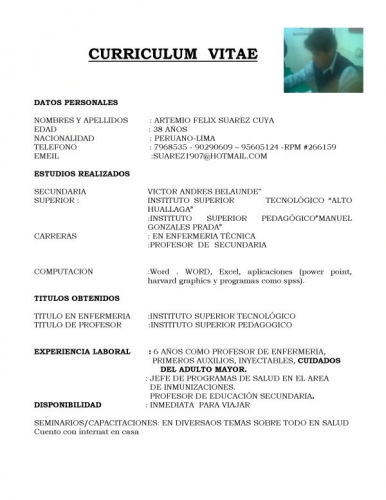 CURRICULUM VITAE
DATOS PERSONALES
NOMBRES Y APELLIDOS : ARTEMIO FELIX SUAREZ CUYA
EDAD : 38 AÑOS
NACIONALIDAD : PERUANO-LIMA
TELEFONO : 7968535 - 90290609 – 95605124 -RPM #266159
EMEIL :SUAREZ1907@HOTMAIL.COM
ESTUDIOS REALIZADOS
SECUNDARIA VICTOR ANDRES BELAUNDE"
SUPERIOR : INSTITUTO SUPERIOR TECNOLÓGICO "ALTO
HUALLAGA"
:INSTITUTO SUPERIOR PEDAGÓGICO"MANUEL
GONZALES PRADA"
CARRERAS : EN ENFERMERIA TÉCNICA
:PROFESOR DE SECUNDARIA
COMPUTACION :Word . WORD, Excel, aplicaciones (power point,
harvard graphics y programas como spss).
TITULOS OBTENIDOS
TITULO EN ENFERMERIA :INSTITUTO SUPERIOR TECNOLÓGICO
TITULO DE PROFESOR :INSTITUTO SUPERIOR PEDAGOGICO
EXPERIENCIA LABORAL : 6 AÑOS COMO PROFESOR DE ENFERMERIA,
PRIMEROS AUXILIOS, INYECTABLES, CUIDADOS
DEL ADULTO MAYOR.
: JEFE DE PROGRAMAS DE SALUD EN EL AREA
DE INMUNIZACIONES.
PROFESOR DE EDUCACIÓN SECUNDARIA.
DISPONIBILIDAD : INMEDIATA PARA VIAJAR
SEMINARIOS/CAPACITACIONES: EN DIVERSAOS TEMAS SOBRE TODO EN SALUD
Cuento con internat en casa